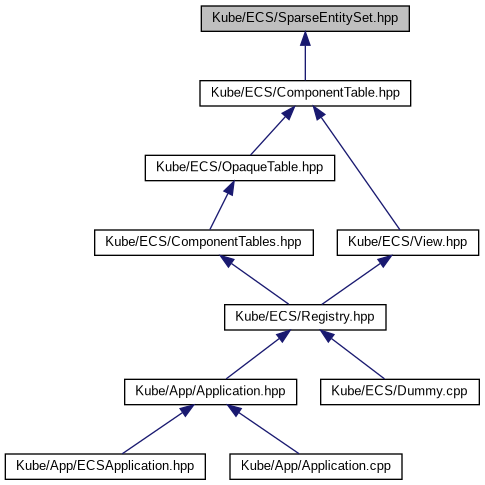 Kube/ECS/SparseEntitySet.hpp
Kube/ECS/ComponentTable.hpp
Kube/ECS/OpaqueTable.hpp
Kube/ECS/ComponentTables.hpp
Kube/ECS/View.hpp
Kube/ECS/Registry.hpp
Kube/App/Application.hpp
Kube/ECS/Dummy.cpp
Kube/App/ECSApplication.hpp
Kube/App/Application.cpp